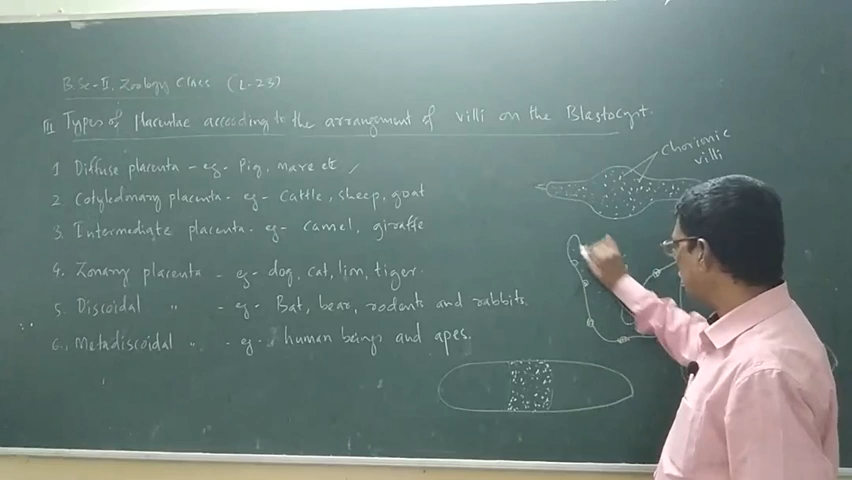 B.Sc-II, Zoology Class (L-23)
III Types of placentae according to the arrangement of villi on the Blastocyst.
1 Diffuse placenta - eg- Pig, mare etc
2 Cotyledonary placenta - eg- Cattle, sheep, goat
3. Intermediate placenta - eg- Camel, giraffe
4. Zonary placenta - eg- dog, cat, lion, tiger.
5. Discoidal " - eg- Bat, bear, rodents and rabbits.
6. Metadiscoidal " - eg- human beings and apes.
Chorionic
villi